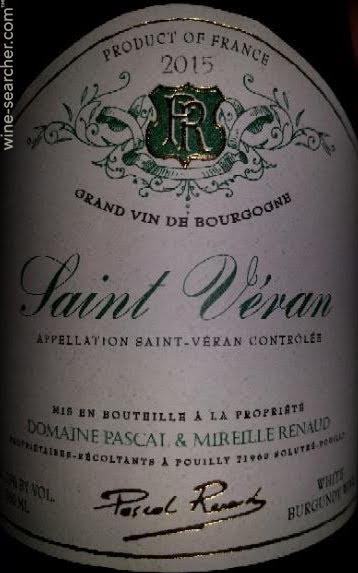 wine-searcher.com™
PRODUCT OF FRANCE
2015
PR
GRAND VIN DE BOURGOGNE
Saint Véran
APPELLATION SAINT-VÉRAN CONTRÔLÉE
MIS EN BOUTEILLE À LA PROPRIÉTÉ
DOMAINE PASCAL & MIREILLE RENAUD
PROPRIÉTAIRES-RÉCOLTANTS À POUILLY 71960 SOLUTRÉ-POUILLY
BY VOL.
ML
WHITE
BURGUNDY WINE
Pascal Renaud